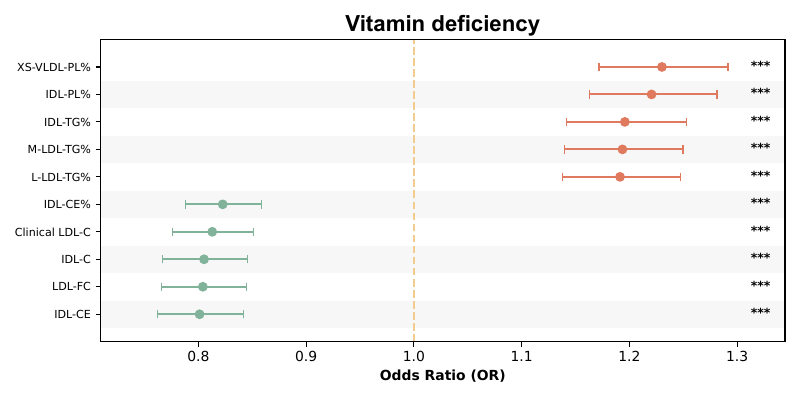 Vitamin deficiency
XS-VLDL-PL% ***
IDL-PL% ***
IDL-TG% ***
M-LDL-TG% ***
L-LDL-TG% ***
IDL-CE% ***
Clinical LDL-C ***
IDL-C ***
LDL-FC ***
IDL-CE ***
0.8 0.9 1.0 1.1 1.2 1.3
Odds Ratio (OR)